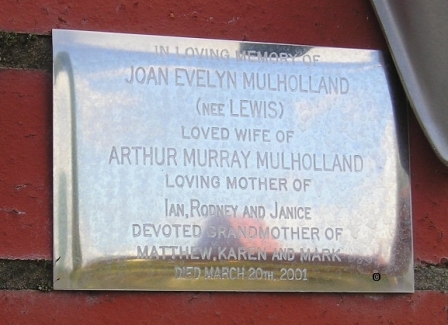 IN LOVING MEMORY OF
JOAN EVELYN MULHOLLAND
(NEE LEWIS)
LOVED WIFE OF
ARTHUR MURRAY MULHOLLAND
LOVING MOTHER OF
IAN, RODNEY AND JANICE
DEVOTED GRANDMOTHER OF
MATTHEW, KAREN AND MARK
DIED MARCH 20TH. 2001